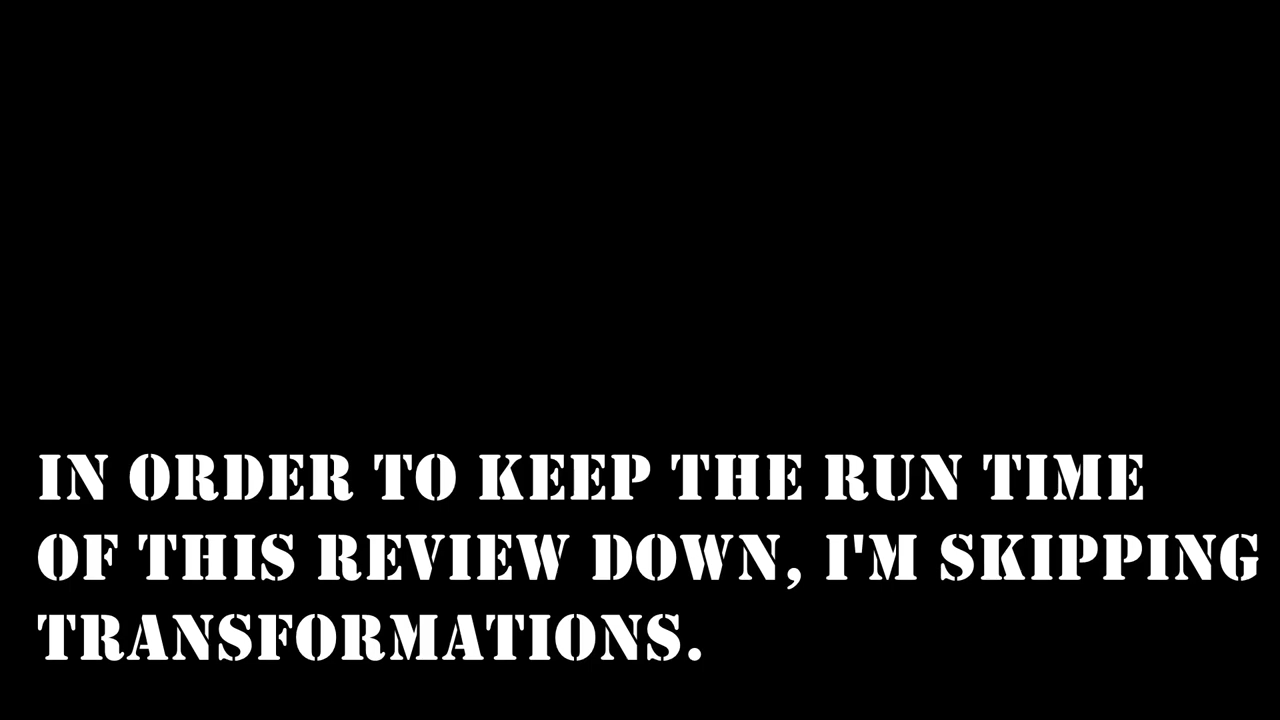 IN ORDER TO KEEP THE RUN TIME
OF THIS REVIEW DOWN, I'M SKIPPING
TRANSFORMATIONS.